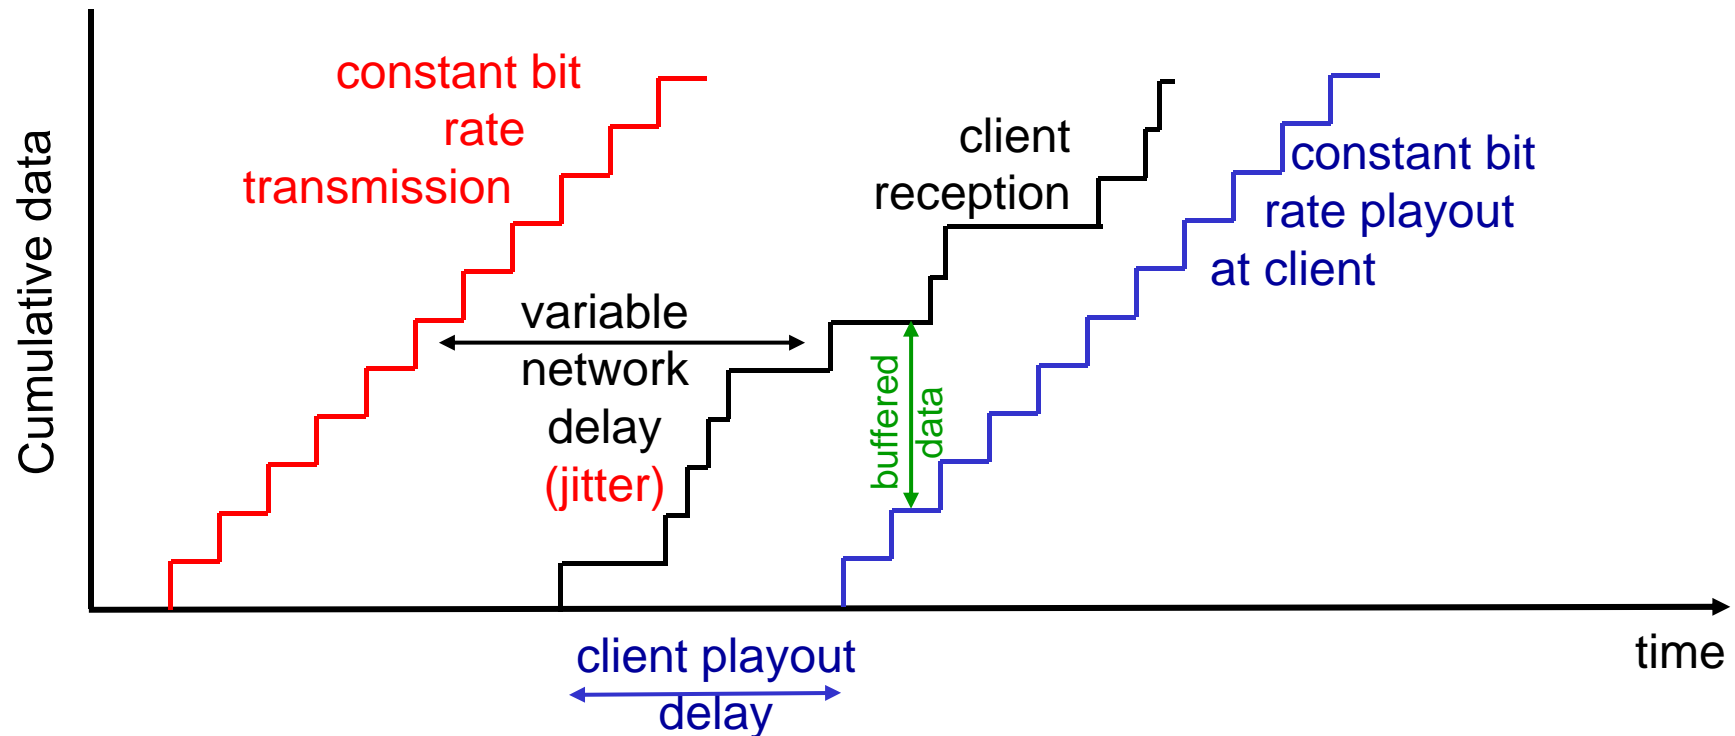 constant bit
rate
transmission
Cumulative data
variable
network
delay
(jitter)
client
reception
buffered
data
constant bit
rate playout
at client
client playout
delay
time